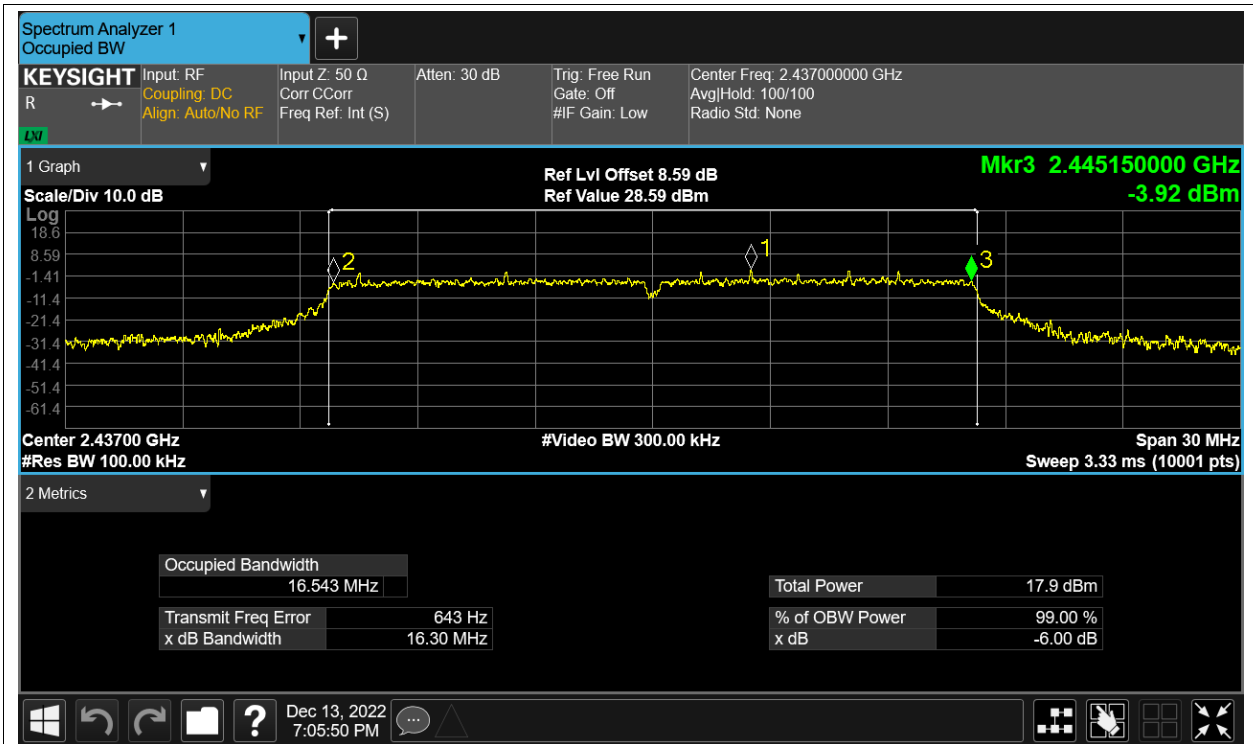 Spectrum Analyzer 1
Occupied BW
KEYSIGHT
R
LXI
Input: RF
Coupling: DC
Align: Auto/No RF
Input Z: 50 Ω
Corr CCorr
Freq Ref: Int (S)
Atten: 30 dB
Trig: Free Run
Gate: Off
#IF Gain: Low
Center Freq: 2.437000000 GHz
Avg|Hold: 100/100
Radio Std: None
1 Graph
Scale/Div 10.0 dB
Ref Lvl Offset 8.59 dB
Ref Value 28.59 dBm
Mkr3 2.445150000 GHz
-3.92 dBm
Log
18.6
8.59
-1.41
-11.4
-21.4
-31.4
-41.4
-51.4
-61.4
2
1
3
Center 2.43700 GHz
#Video BW 300.00 kHz
Span 30 MHz
#Res BW 100.00 kHz
Sweep 3.33 ms (10001 pts)
2 Metrics
Occupied Bandwidth
16.543 MHz
Total Power 17.9 dBm
Transmit Freq Error 643 Hz
% of OBW Power 99.00 %
x dB Bandwidth 16.30 MHz
x dB -6.00 dB
?
Dec 13, 2022
7:05:50 PM